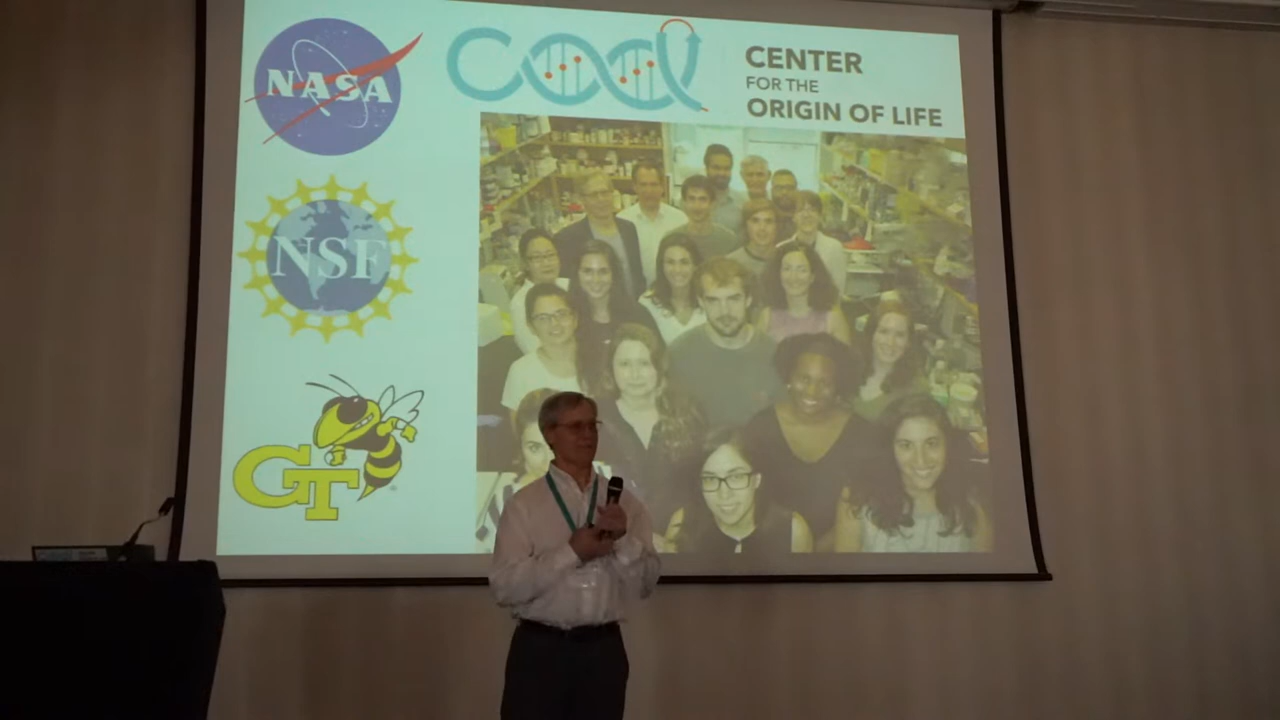 NASA
COOL
CENTER
FOR THE
ORIGIN OF LIFE
NSF
GT